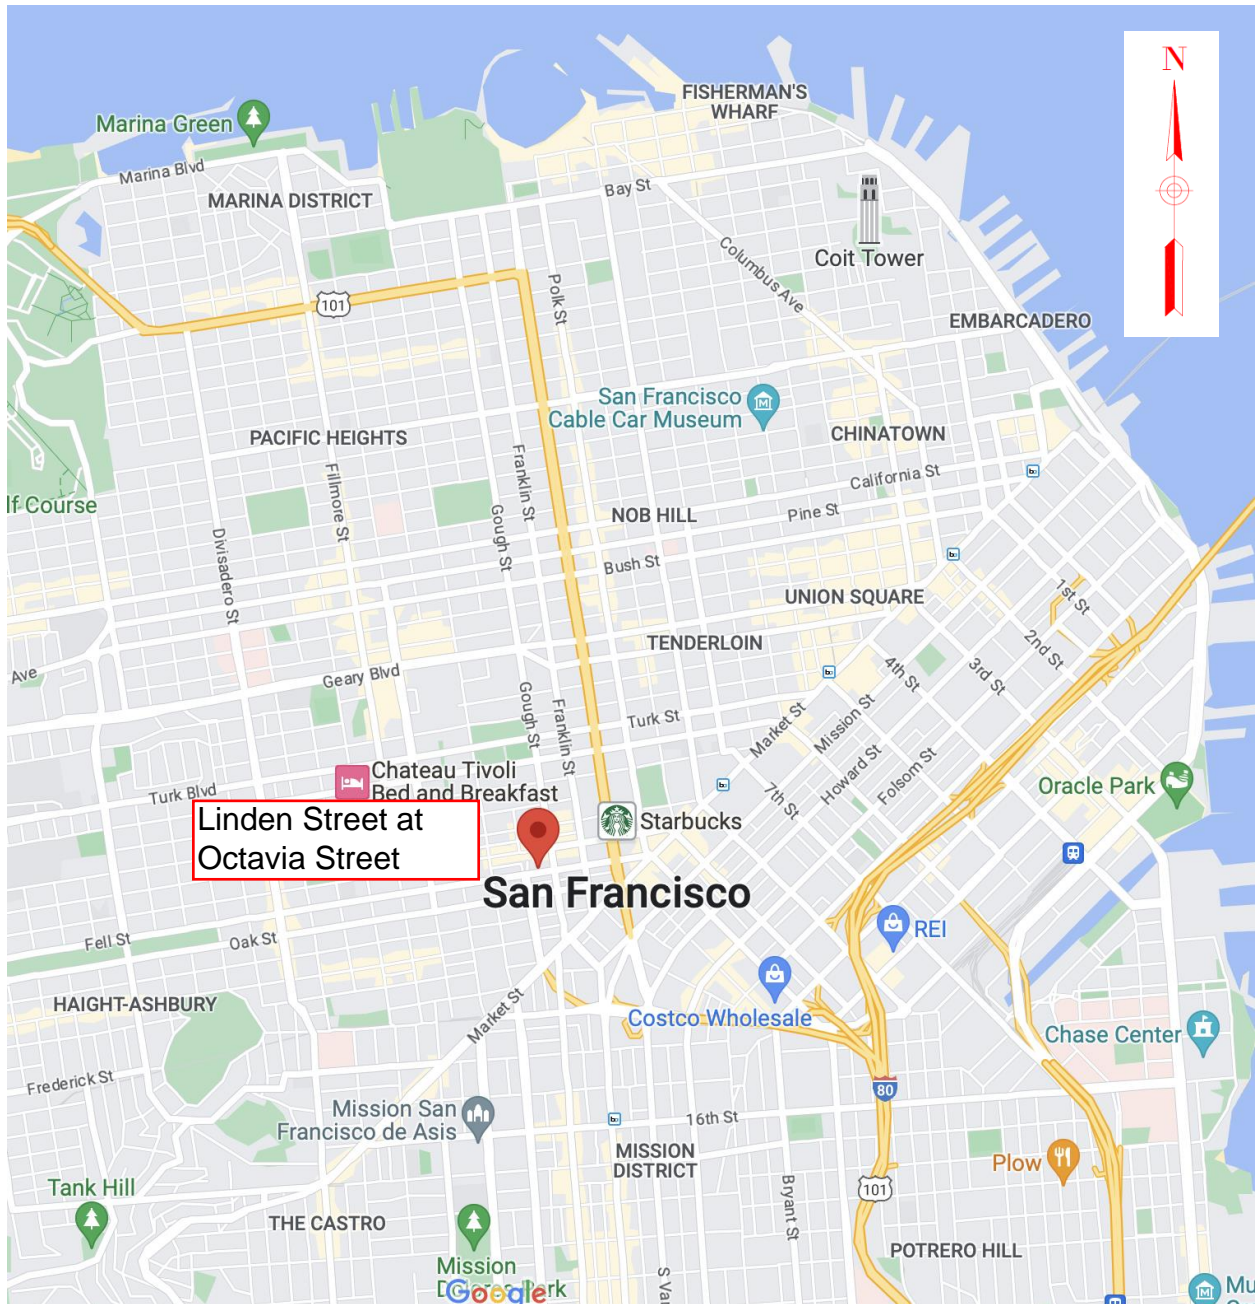 N
FISHERMAN'S
WHARF
Marina Green
Marina Blvd
MARINA DISTRICT
Bay St
Coit Tower
Columbus Ave
Polk St
101
EMBARCADERO
San Francisco
Cable Car Museum
CHINATOWN
PACIFIC HEIGHTS
Franklin St
Fillmore St
California St
lf Course
Gough St
NOB HILL
Pine St
Divisadero St
Bush St
UNION SQUARE
1st St
TENDERLOIN
2nd St
Ave
Geary Blvd
4th St
3rd St
Gough St
Franklin St
Turk St
Market St
Mission St
Howard St
Folsom St
Chateau Tivoli
Bed and Breakfast
Turk Blvd
7th St
Oracle Park
Linden Street at
Octavia Street
Starbucks
San Francisco
Fell St
Oak St
REI
HAIGHT-ASHBURY
Market St
Costco Wholesale
Chase Center
Frederick St
80
Mission San
Francisco de Asis
16th St
MISSION
DISTRICT
Plow
Tank Hill
Bryant St
101
THE CASTRO
POTRERO HILL
Mission
S Va
Google
rk
Mu